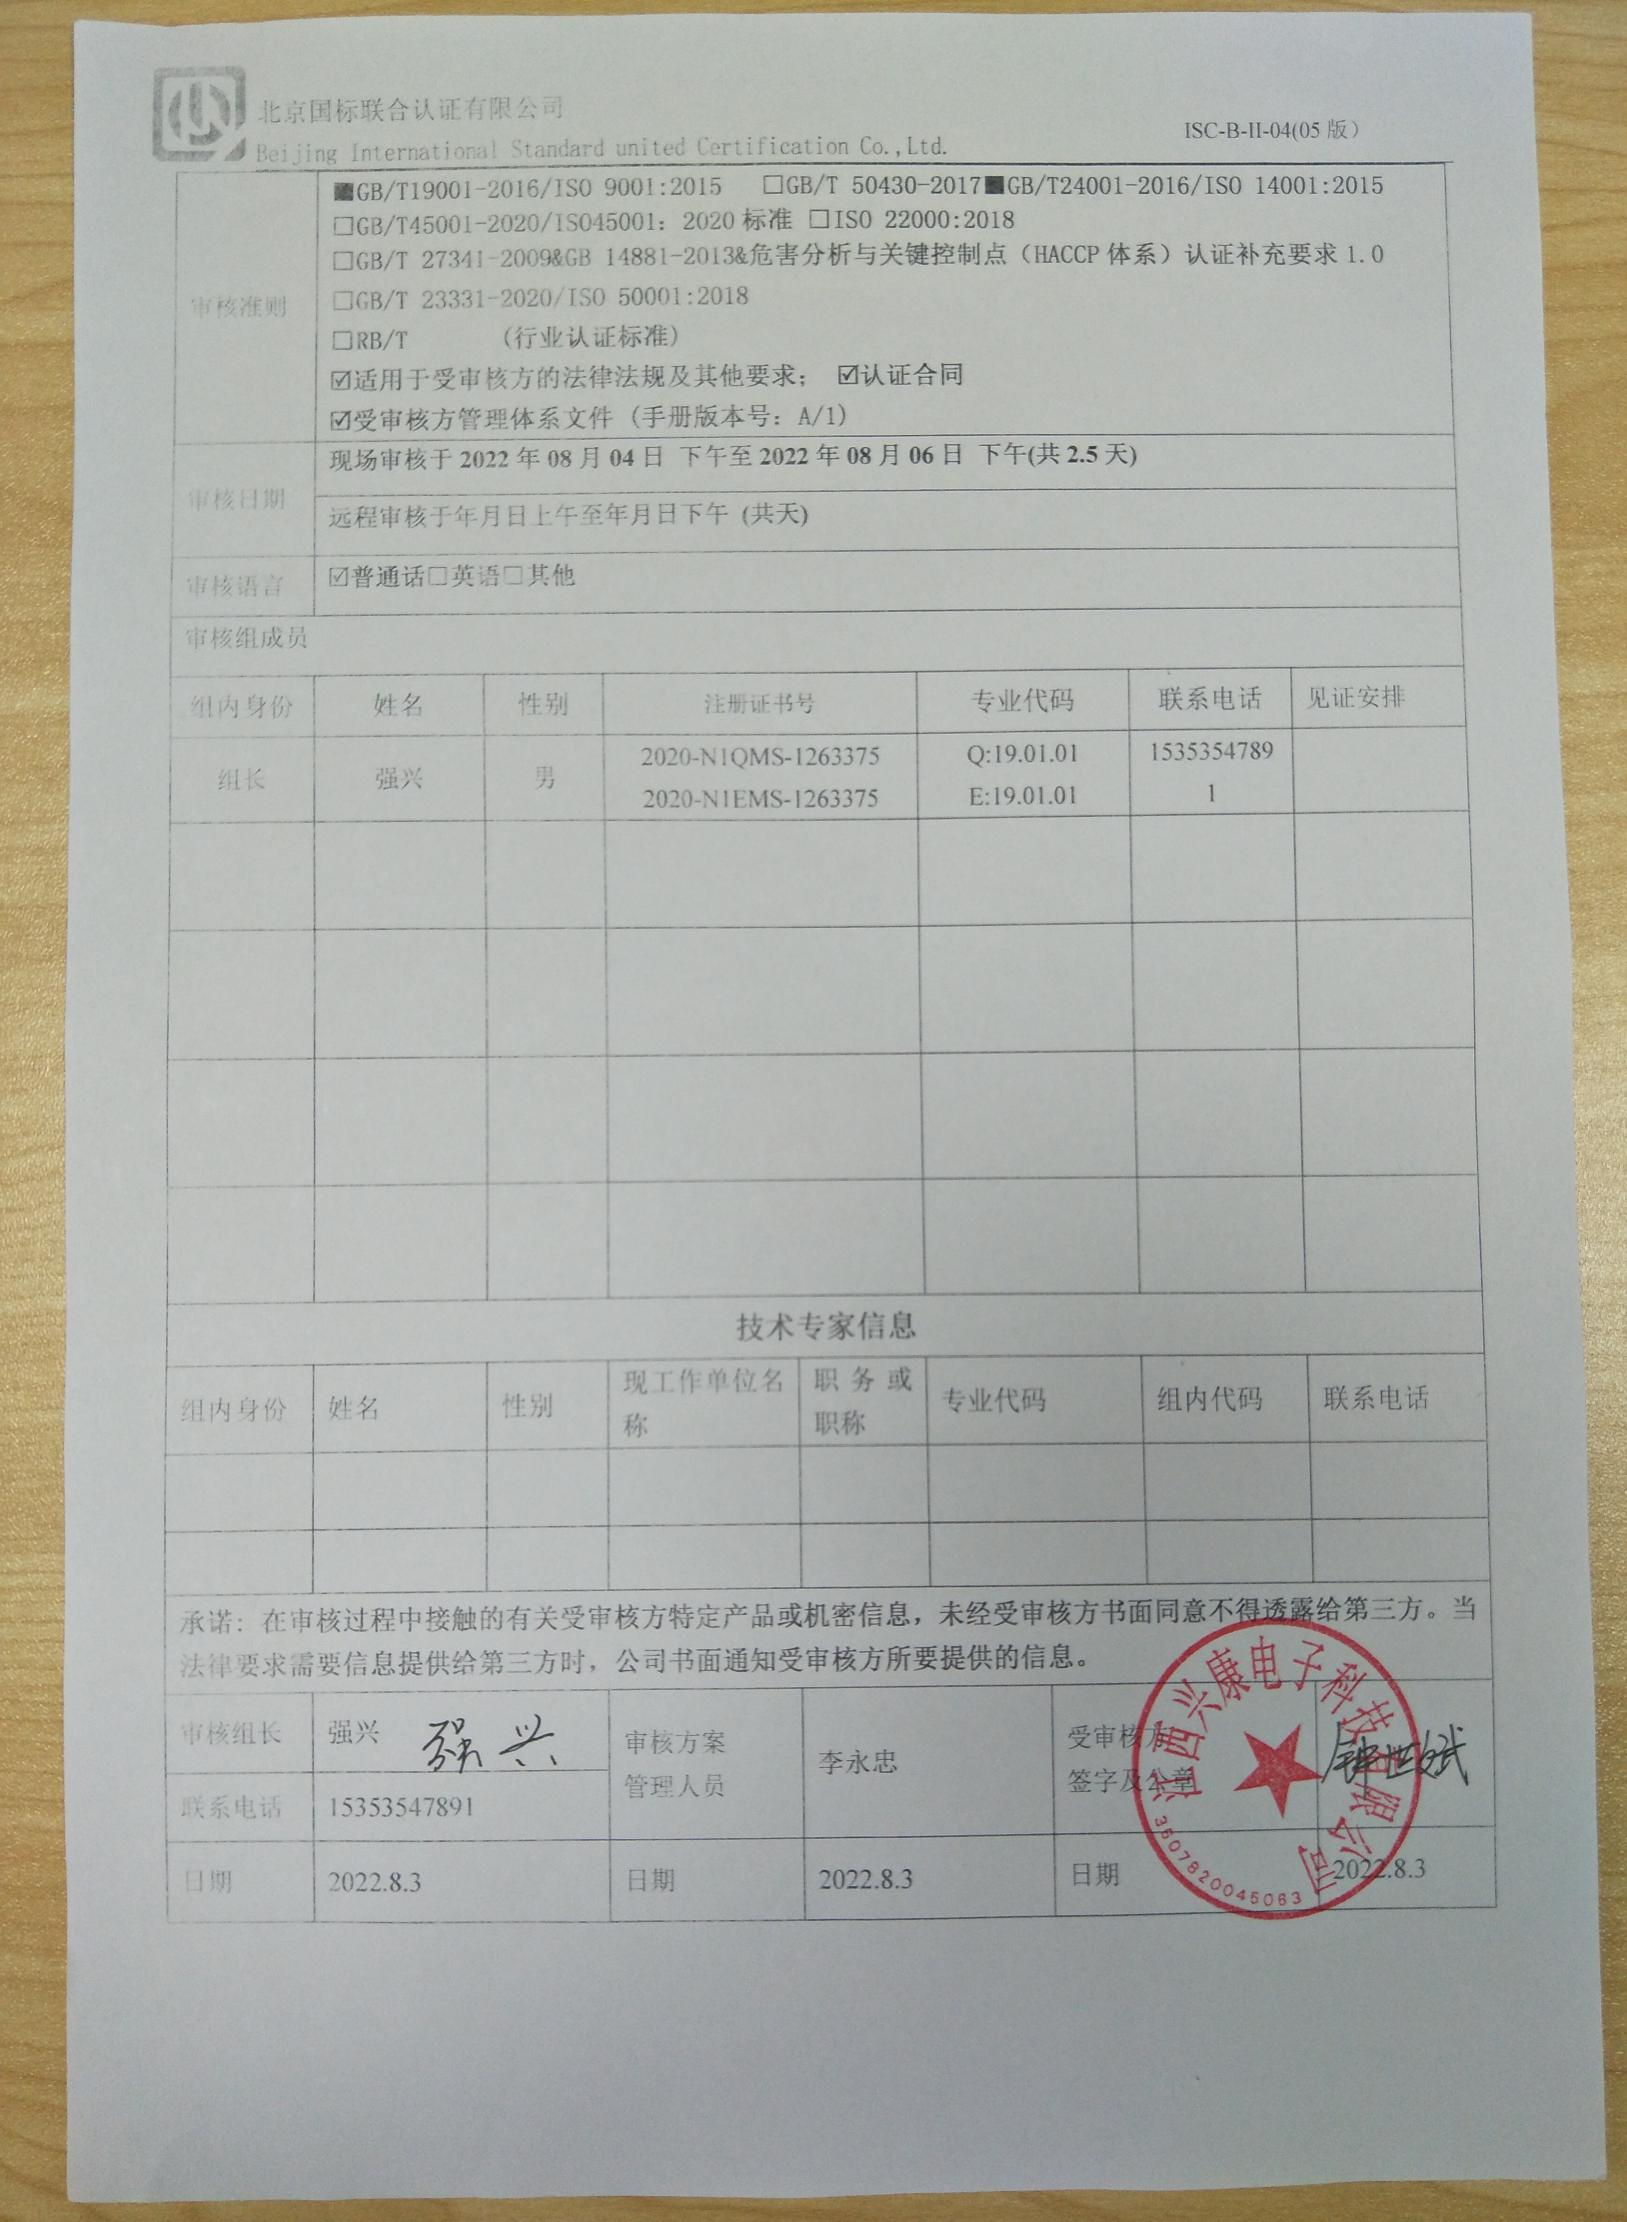 北京国标联合认证有限公司
Beijing International Standard united Certification Co.,Ltd.
ISC-B-II-04(05 版)
审核准则
■GB/T19001-2016/ISO 9001:2015 □GB/T 50430-2017■GB/T24001-2016/ISO 14001:2015
□GB/T45001-2020/ISO45001：2020 标准 □ISO 22000:2018
□GB/T 27341-2009&GB 14881-2013&危害分析与关键控制点（HACCP 体系）认证补充要求 1.0
□GB/T 23331-2020/ISO 50001:2018
□RB/T （行业认证标准）
☑适用于受审核方的法律法规及其他要求； ☑认证合同
☑受审核方管理体系文件（手册版本号：A/1）
审核日期
现场审核于 2022 年 08 月 04 日 下午至 2022 年 08 月 06 日 下午(共 2.5 天)
远程审核于年月日上午至年月日下午 (共天)
审核语言 ☑普通话□英语□其他
审核组成员
组内身份 姓名 性别 注册证书号 专业代码 联系电话 见证安排
组长 强兴 男 2020-N1QMS-1263375 Q:19.01.01 1535354789
2020-N1EMS-1263375 E:19.01.01 1
技术专家信息
组内身份 姓名 性别 现工作单位名称 职务或职称 专业代码 组内代码 联系电话
承诺：在审核过程中接触的有关受审核方特定产品或机密信息，未经受审核方书面同意不得透露给第三方。当
法律要求需要信息提供给第三方时，公司书面通知受审核方所要提供的信息。
审核组长 强兴 强兴 审核方案管理人员 李永忠 受审核方签字及公章 钟世斌
联系电话 15353547891
日期 2022.8.3 日期 2022.8.3 日期 2022.8.3
江西兴康电子科技有限公司
3607820045063